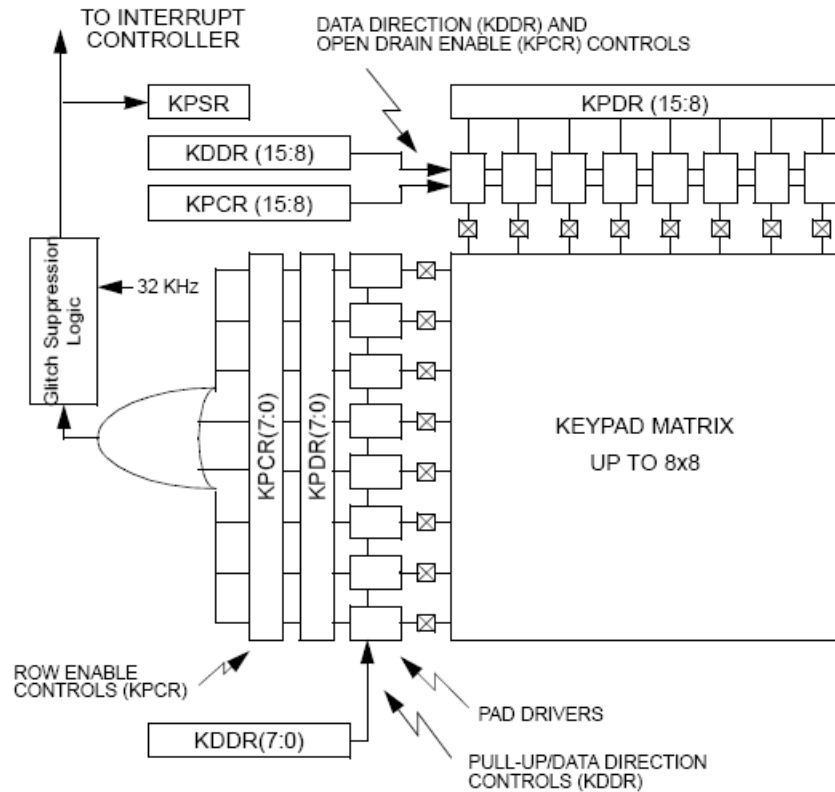 TO INTERRUPT
CONTROLLER
DATA DIRECTION (KDDR) AND
OPEN DRAIN ENABLE (KPCR) CONTROLS
KPSR
KPDR (15:8)
KDDR (15:8)
KPCR (15:8)
Glitch Suppression
Logic
32 KHz
KPCR(7:0)
KPDR(7:0)
KEYPAD MATRIX
UP TO 8x8
ROW ENABLE
CONTROLS (KPCR)
PAD DRIVERS
KDDR(7:0)
PULL-UP/DATA DIRECTION
CONTROLS (KDDR)